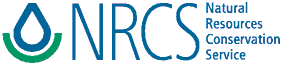 NRCS
Natural
Resources
Conservation
Service